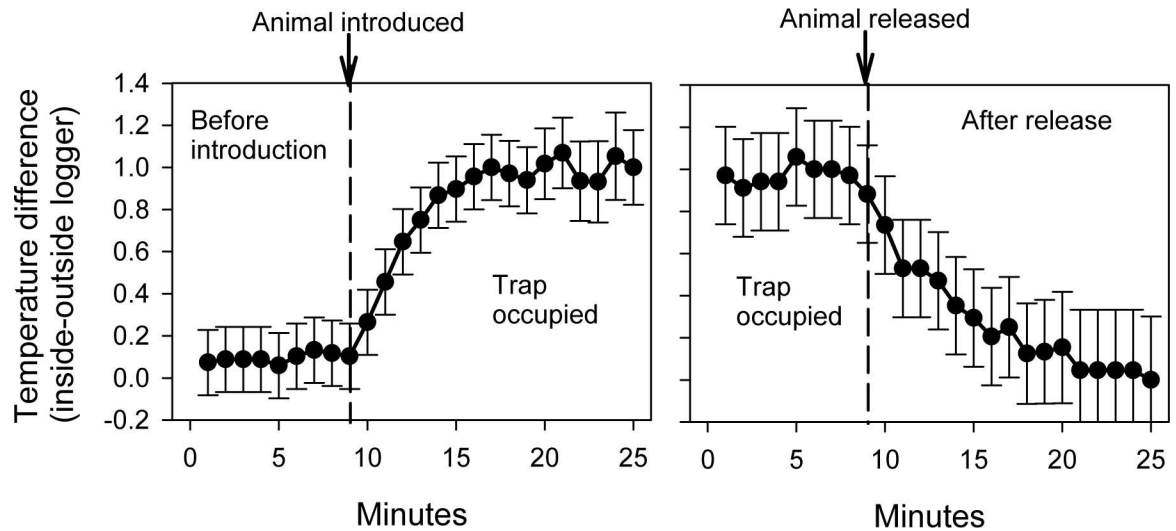 Animal introduced
Animal released
Temperature difference
(inside-outside logger)
1.4
1.2
1.0
0.8
0.6
0.4
0.2
0.0
-0.2
Before
introduction
Trap
occupied
0 5 10 15 20 25
Minutes
After release
Trap
occupied
0 5 10 15 20 25
Minutes